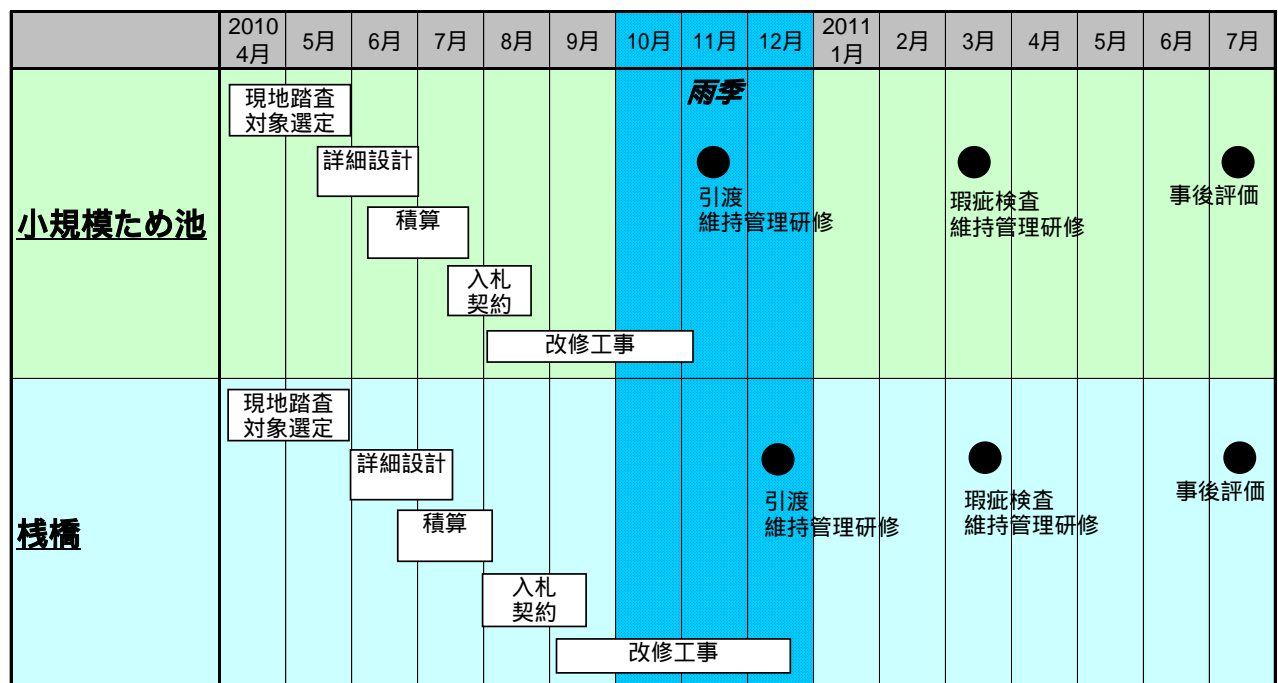 2010
4月
5月
6月
7月
8月
9月
10月
11月
12月
2011
1月
2月
3月
4月
5月
6月
7月
雨季
小規模ため池
現地踏査
対象選定
詳細設計
積算
入札
契約
改修工事
引渡
維持管理研修
瑕疵検査
維持管理研修
事後評価
桟橋
現地踏査
対象選定
詳細設計
積算
入札
契約
改修工事
引渡
維持管理研修
瑕疵検査
維持管理研修
事後評価